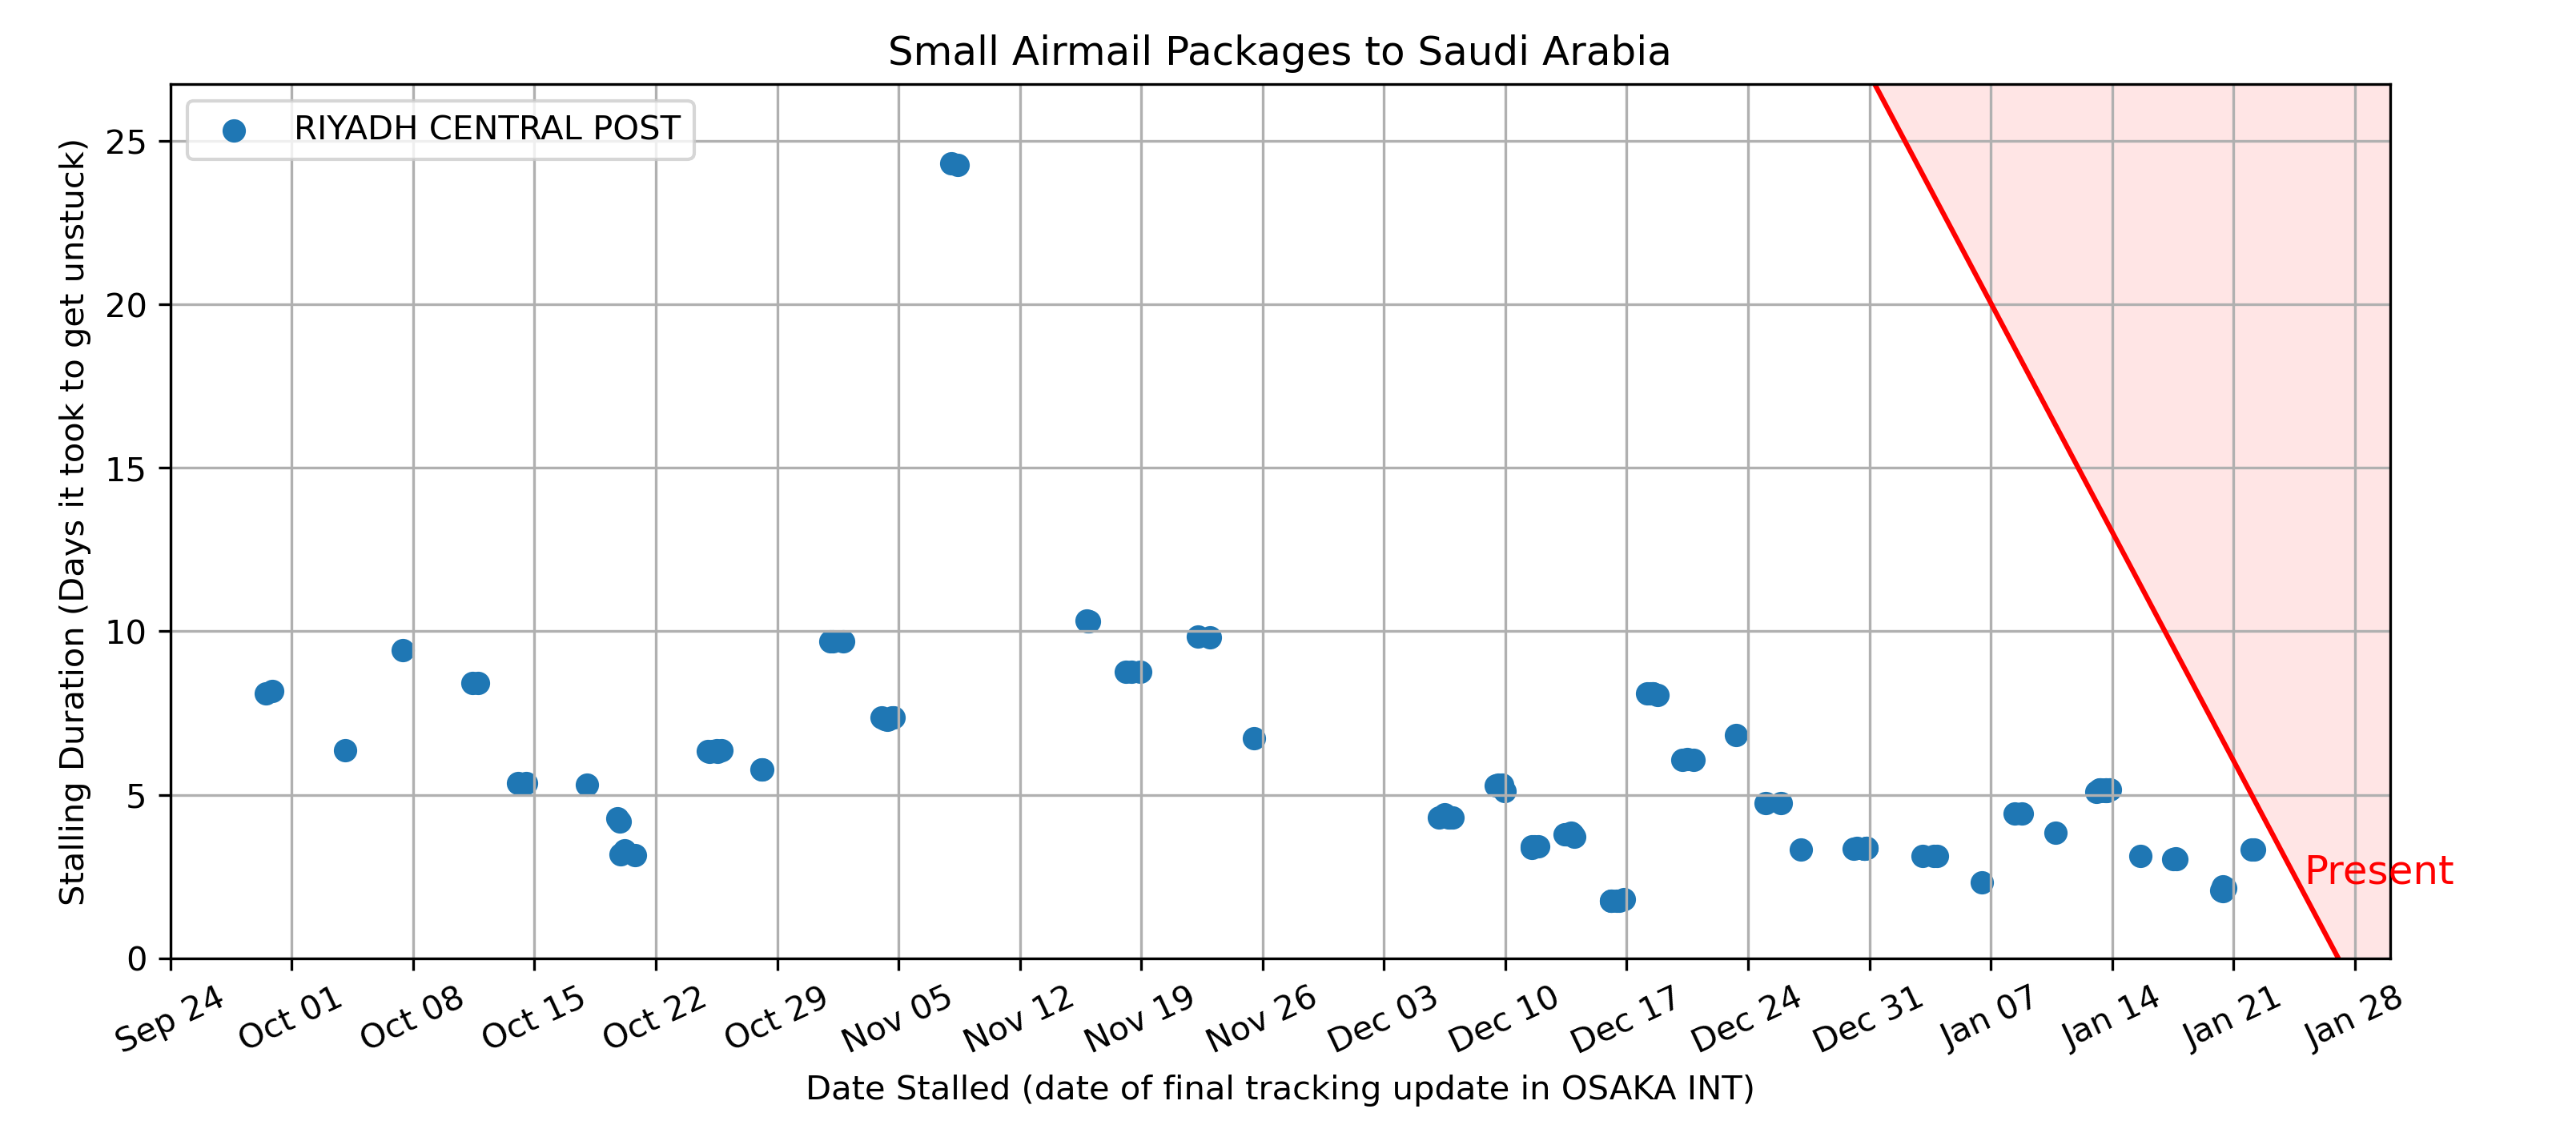 Small Airmail Packages to Saudi Arabia
RIYADH CENTRAL POST
Stalling Duration (Days it took to get unstuck)
25
20
15
10
5
0
Present
Sep 24
Oct 01
Oct 08
Oct 15
Oct 22
Oct 29
Nov 05
Nov 12
Nov 19
Nov 26
Dec 03
Dec 10
Dec 17
Dec 24
Dec 31
Jan 07
Jan 14
Jan 21
Jan 28
Date Stalled (date of final tracking update in OSAKA INT)